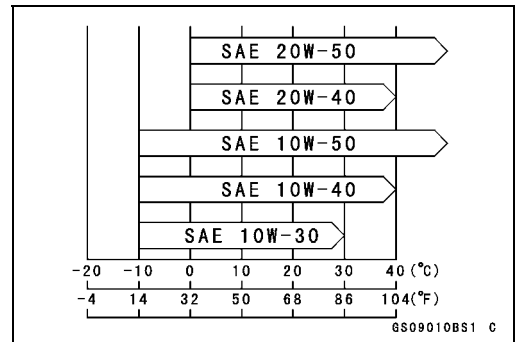 SAE 20W-50
SAE 20W-40
SAE 10W-50
SAE 10W-40
SAE 10W-30
-20 -10 0 10 20 30 40 (°C)
-4 14 32 50 68 86 104(°F)
GS09010BS1 C